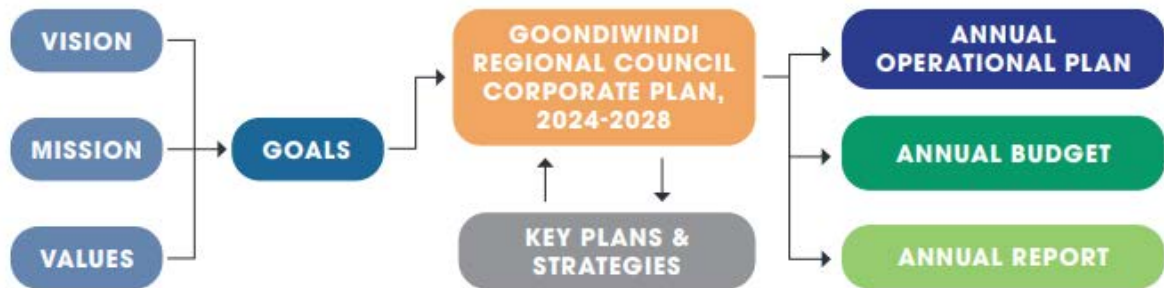 VISION
MISSION
VALUES
GOALS
GOONDIWINDI
REGIONAL COUNCIL
CORPORATE PLAN,
2024-2028
KEY PLANS &
STRATEGIES
ANNUAL
OPERATIONAL PLAN
ANNUAL BUDGET
ANNUAL REPORT